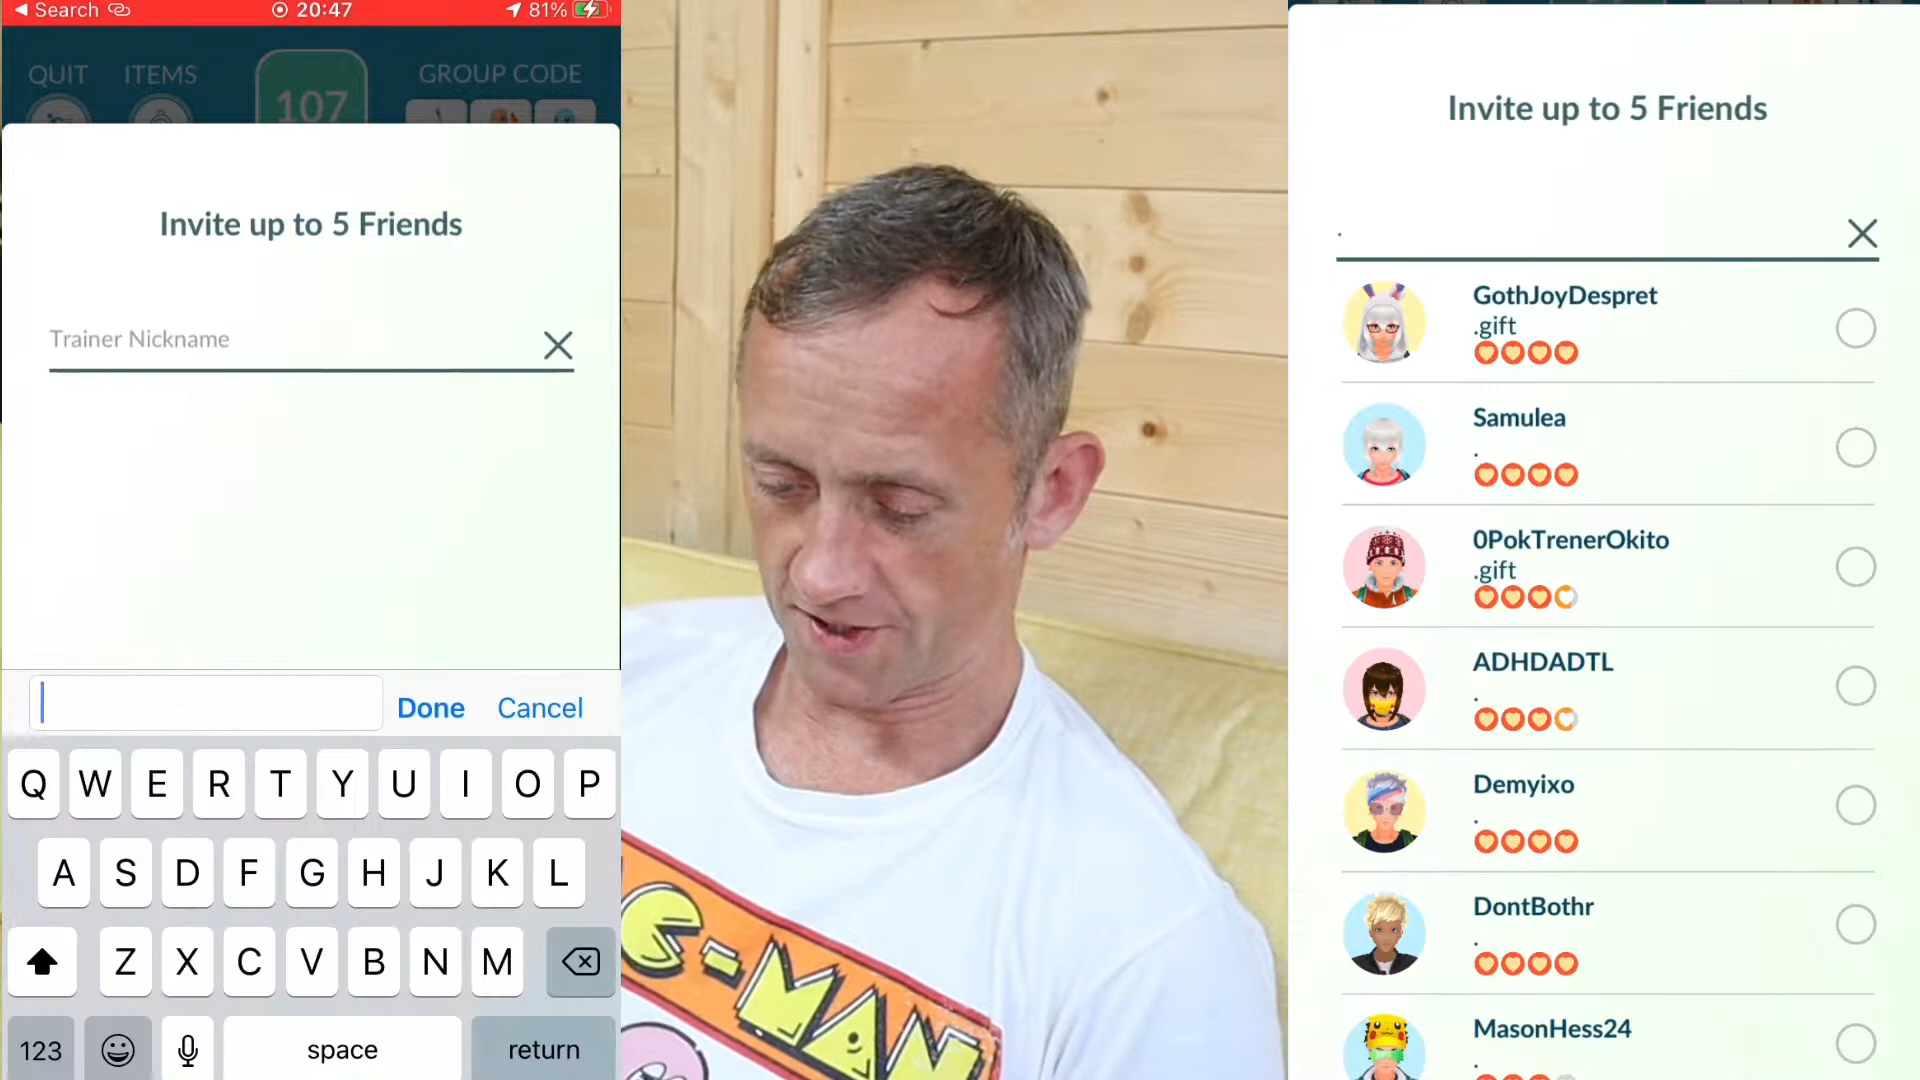 Search
20:47
81%
QUIT
ITEMS
107
GROUP CODE
Invite up to 5 Friends
Trainer Nickname
Done
Cancel
Q W E R T Y U I O P
A S D F G H J K L
Z X C V B N M
123
space
return
C-MAN
Invite up to 5 Friends
.
GothJoyDespret
.gift
Samulea
.
0PokTrenerOkito
.gift
ADHDADTL
.
Demyixo
.
DontBothr
.
MasonHess24
.